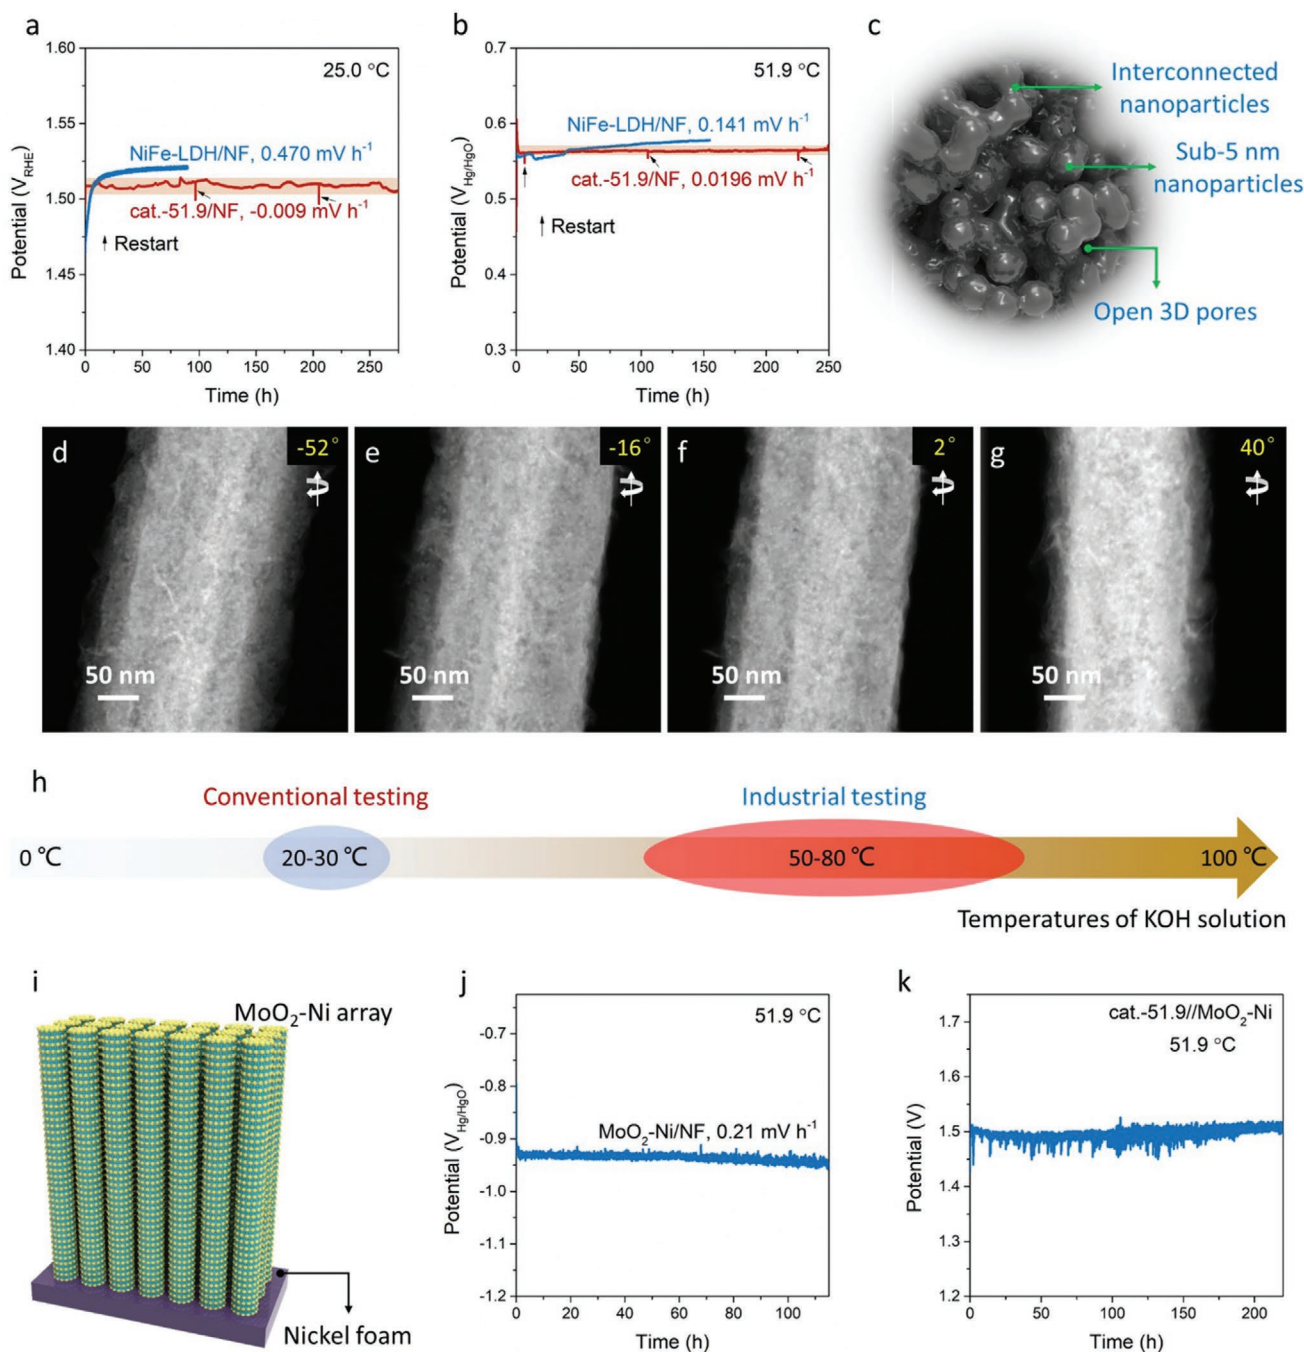 a
1.60
1.55
1.50
1.45
1.40
Potential (V_RHE)
25.0 °C
NiFe-LDH/NF, 0.470 mV h⁻¹
cat.-51.9/NF, -0.009 mV h⁻¹
Restart
0 50 100 150 200 250
Time (h)
b
0.7
0.6
0.5
0.4
0.3
Potential (V_Hg/HgO)
51.9 °C
NiFe-LDH/NF, 0.141 mV h⁻¹
cat.-51.9/NF, 0.0196 mV h⁻¹
Restart
0 50 100 150 200 250
Time (h)
c
Interconnected
nanoparticles
Sub-5 nm
nanoparticles
Open 3D pores
d
-52°
50 nm
e
-16°
50 nm
f
2°
50 nm
g
40°
50 nm
h
Conventional testing
Industrial testing
0 ℃
20-30 ℃
50-80 ℃
100 ℃
Temperatures of KOH solution
i
MoO₂-Ni array
Nickel foam
j
-0.7
-0.8
-0.9
-1.0
-1.1
-1.2
Potential (V_Hg/HgO)
51.9 °C
MoO₂-Ni/NF, 0.21 mV h⁻¹
0 20 40 60 80 100
Time (h)
k
1.7
1.6
1.5
1.4
1.3
1.2
Potential (V)
cat.-51.9//MoO₂-Ni
51.9 °C
0 50 100 150 200
Time (h)